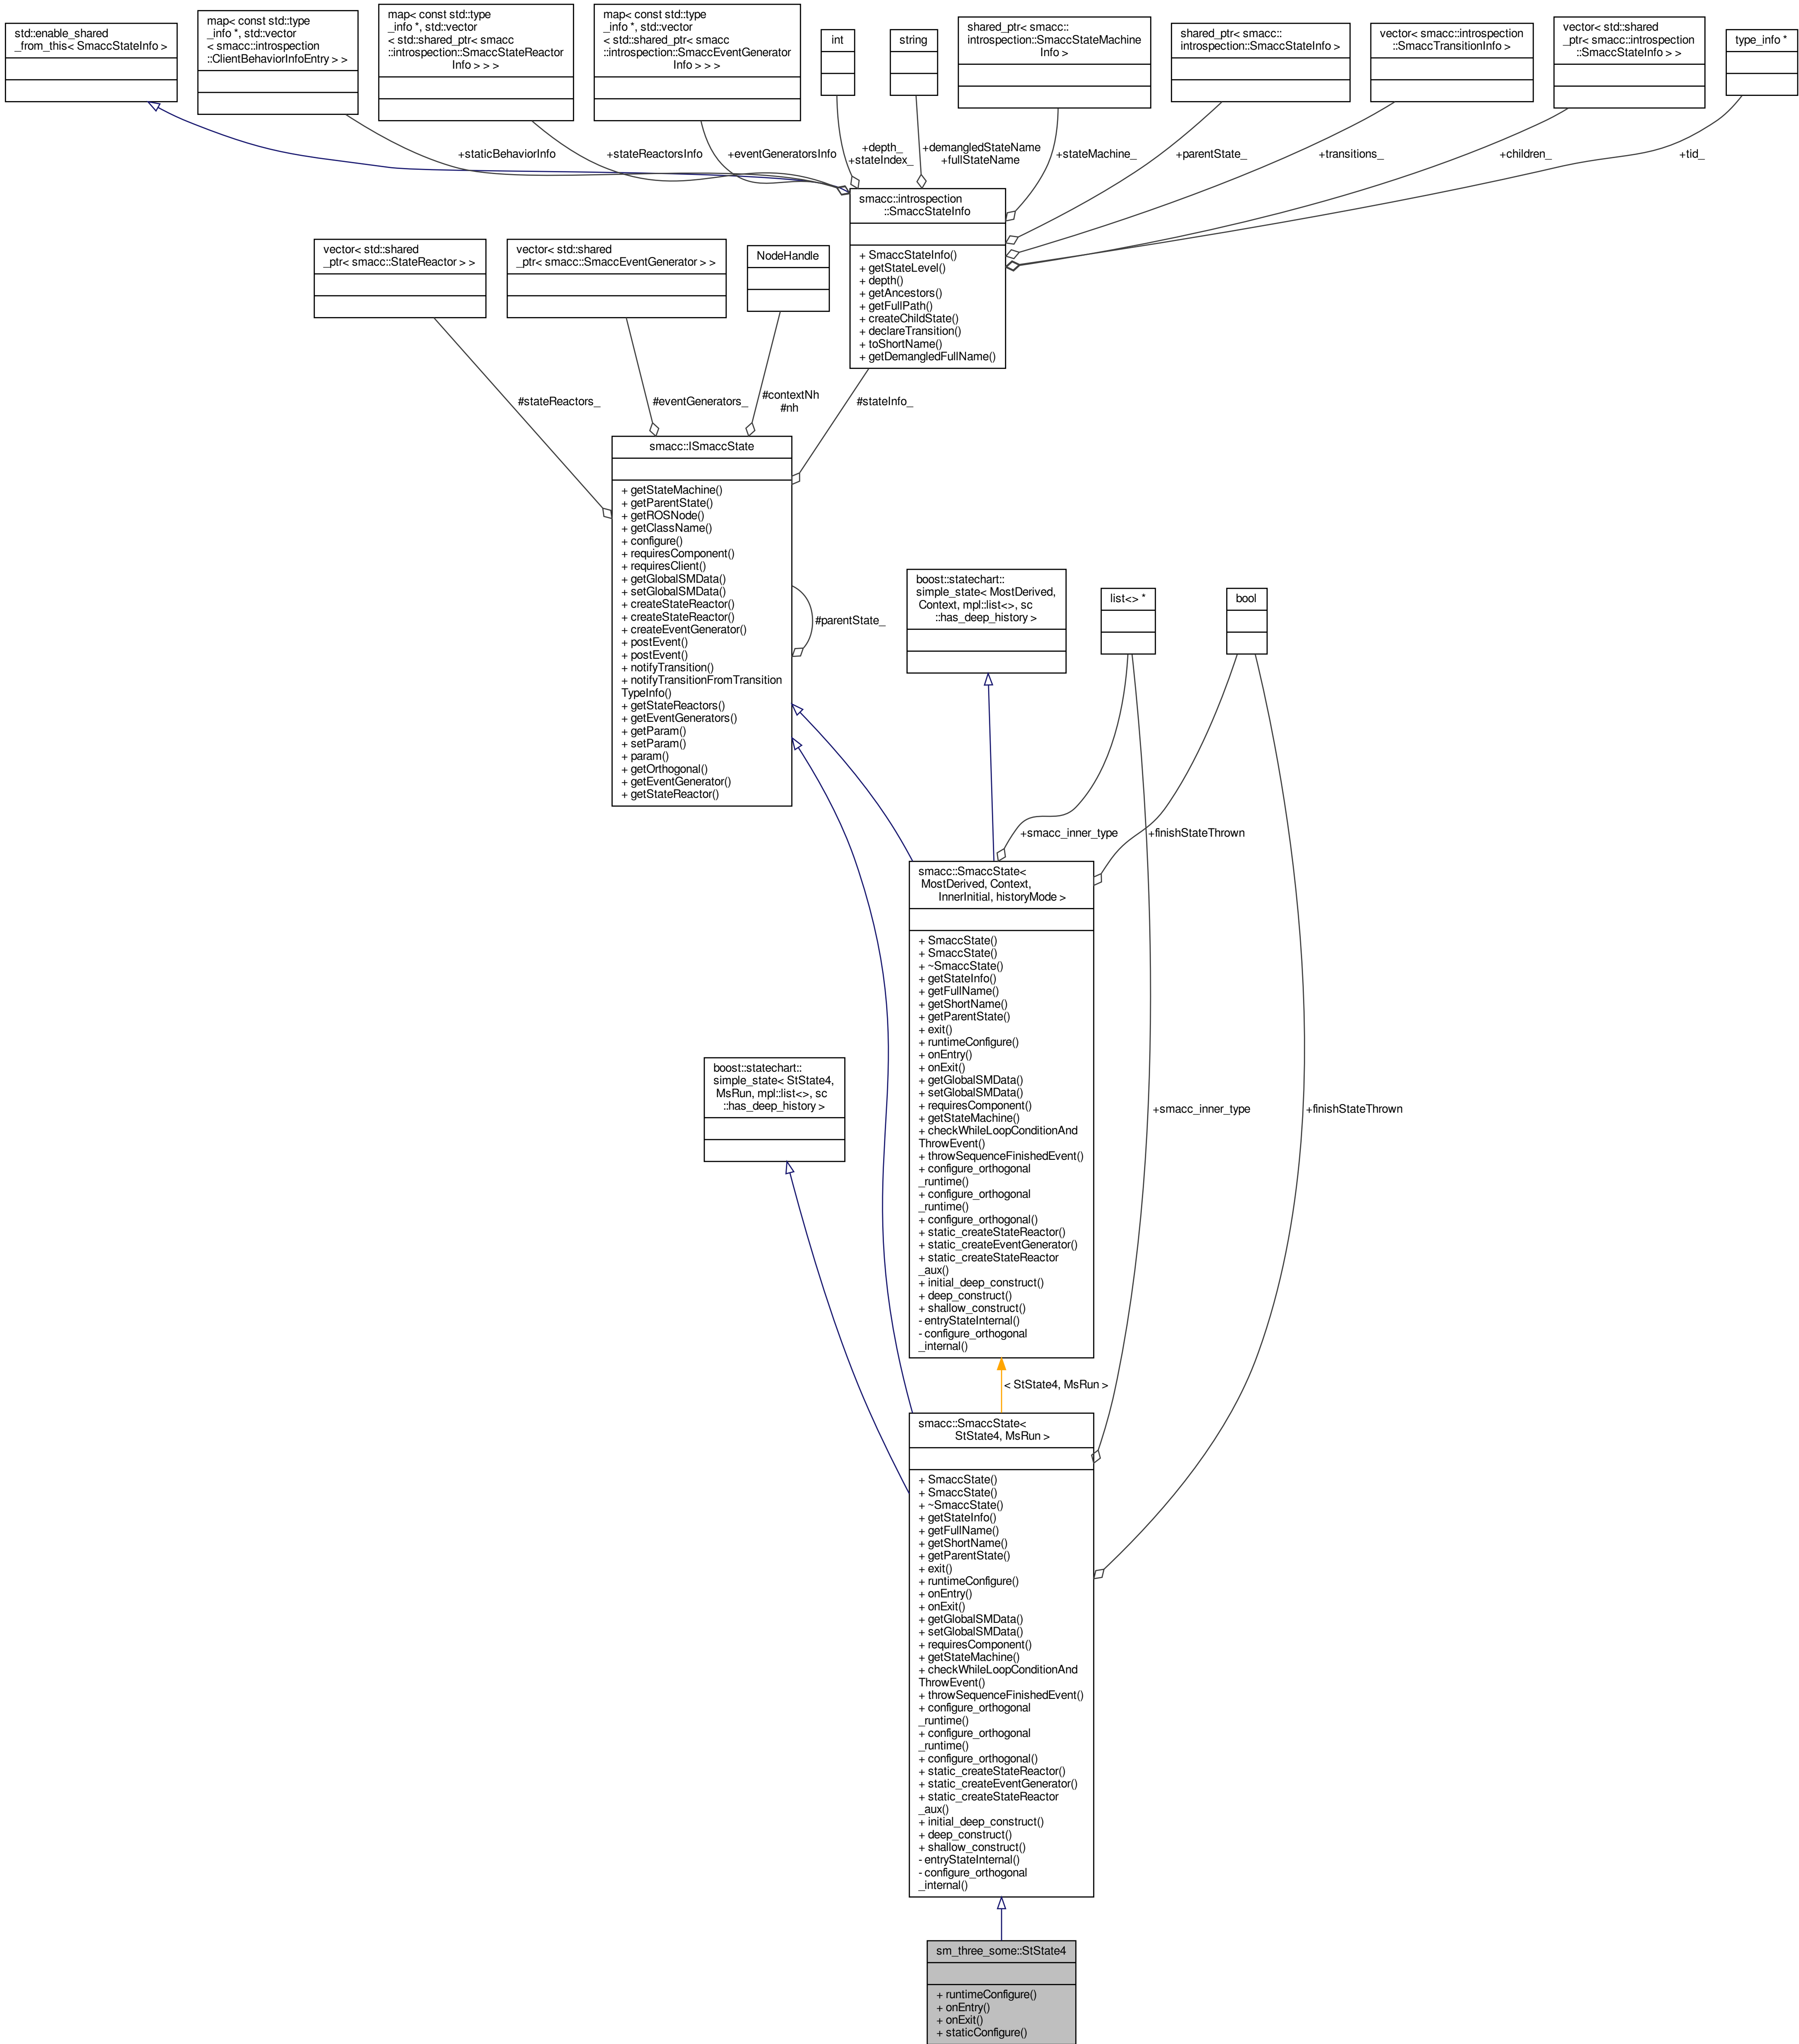 std::enable_shared
_from_this< SmaccStateInfo >
map< const std::type
_info *, std::vector
< smacc::introspection
::ClientBehaviorInfoEntry > >
map< const std::type
_info *, std::vector
< std::shared_ptr< smacc
::introspection::SmaccStateReactor
Info > > >
map< const std::type
_info *, std::vector
< std::shared_ptr< smacc
::introspection::SmaccEventGenerator
Info > > >
int
string
shared_ptr< smacc::
introspection::SmaccStateMachine
Info >
shared_ptr< smacc::
introspection::SmaccStateInfo >
vector< smacc::introspection
::SmaccTransitionInfo >
vector< std::shared
_ptr< smacc::introspection
::SmaccStateInfo > >
type_info *
+staticBehaviorInfo
+stateReactorsInfo
+eventGeneratorsInfo
+depth_
+stateIndex_
+demangledStateName
+fullStateName
+stateMachine_
+parentState_
+transitions_
+children_
+tid_
smacc::introspection
::SmaccStateInfo
+ SmaccStateInfo()
+ getStateLevel()
+ depth()
+ getAncestors()
+ getFullPath()
+ createChildState()
+ declareTransition()
+ toShortName()
+ getDemangledFullName()
vector< std::shared
_ptr< smacc::StateReactor > >
vector< std::shared
_ptr< smacc::SmaccEventGenerator > >
NodeHandle
#stateReactors_
#eventGenerators_
#contextNh
#nh
#stateInfo_
smacc::ISmaccState
+ getStateMachine()
+ getParentState()
+ getROSNode()
+ getClassName()
+ configure()
+ requiresComponent()
+ requiresClient()
+ getGlobalSMData()
+ setGlobalSMData()
+ createStateReactor()
+ createStateReactor()
+ createEventGenerator()
+ postEvent()
+ postEvent()
+ notifyTransition()
+ notifyTransitionFromTransition
TypeInfo()
+ getStateReactors()
+ getEventGenerators()
+ getParam()
+ setParam()
+ param()
+ getOrthogonal()
+ getEventGenerator()
+ getStateReactor()
#parentState_
boost::statechart::
simple_state< MostDerived,
Context, mpl::list<>, sc
::has_deep_history >
list<> *
bool
+smacc_inner_type
+finishStateThrown
smacc::SmaccState<
MostDerived, Context,
InnerInitial, historyMode >
+ SmaccState()
+ SmaccState()
+ ~SmaccState()
+ getStateInfo()
+ getFullName()
+ getShortName()
+ getParentState()
+ exit()
+ runtimeConfigure()
+ onEntry()
+ onExit()
+ getGlobalSMData()
+ setGlobalSMData()
+ requiresComponent()
+ getStateMachine()
+ checkWhileLoopConditionAnd
ThrowEvent()
+ throwSequenceFinishedEvent()
+ configure_orthogonal
_runtime()
+ configure_orthogonal
_runtime()
+ configure_orthogonal()
+ static_createStateReactor()
+ static_createEventGenerator()
+ static_createStateReactor
_aux()
+ initial_deep_construct()
+ deep_construct()
+ shallow_construct()
- entryStateInternal()
- configure_orthogonal
_internal()
boost::statechart::
simple_state< StState4,
MsRun, mpl::list<>, sc
::has_deep_history >
+smacc_inner_type
+finishStateThrown
< StState4, MsRun >
smacc::SmaccState<
StState4, MsRun >
+ SmaccState()
+ SmaccState()
+ ~SmaccState()
+ getStateInfo()
+ getFullName()
+ getShortName()
+ getParentState()
+ exit()
+ runtimeConfigure()
+ onEntry()
+ onExit()
+ getGlobalSMData()
+ setGlobalSMData()
+ requiresComponent()
+ getStateMachine()
+ checkWhileLoopConditionAnd
ThrowEvent()
+ throwSequenceFinishedEvent()
+ configure_orthogonal
_runtime()
+ configure_orthogonal
_runtime()
+ configure_orthogonal()
+ static_createStateReactor()
+ static_createEventGenerator()
+ static_createStateReactor
_aux()
+ initial_deep_construct()
+ deep_construct()
+ shallow_construct()
- entryStateInternal()
- configure_orthogonal
_internal()
sm_three_some::StState4
+ runtimeConfigure()
+ onEntry()
+ onExit()
+ staticConfigure()